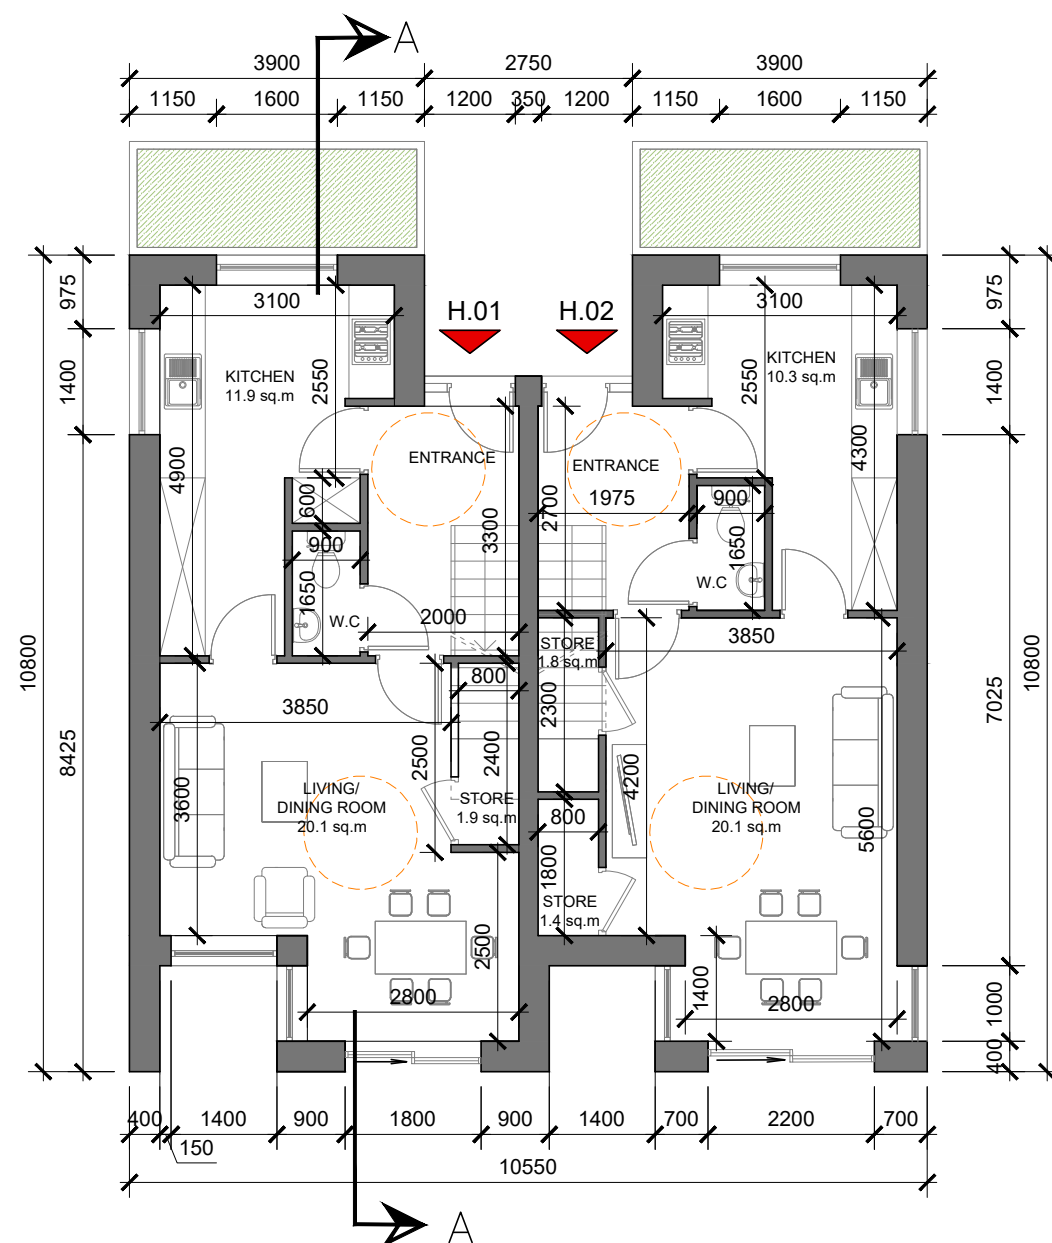 A
3900
2750
3900
1150
1600
1150
1200
350
1200
1150
1600
1150
H.01
H.02
975
3100
3100
975
1400
KITCHEN
11.9 sq.m
2550
2550
KITCHEN
10.3 sq.m
1400
ENTRANCE
ENTRANCE
4900
4300
600
3300
2700
1975
900
900
1650
1650
W.C
W.C
2000
3850
STORE
1.8 sq.m
800
3850
2300
10800
10800
8425
7025
2500
2400
3600
4200
5600
LIVING/
DINING ROOM
20.1 sq.m
STORE
1.9 sq.m
LIVING/
DINING ROOM
20.1 sq.m
800
1800
STORE
1.4 sq.m
2500
1400
2800
2800
1000
400
400
1400
900
1800
900
1400
700
2200
700
150
10550
A